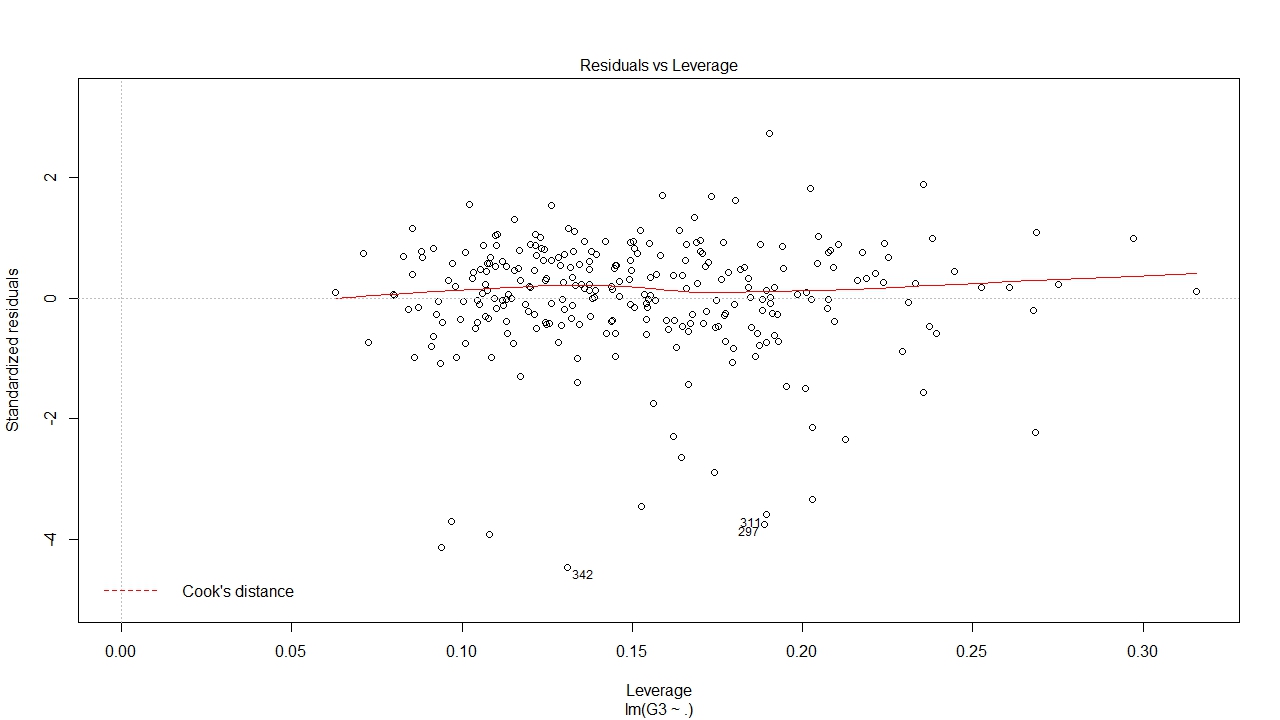 Residuals vs Leverage
Standardized residuals
2
0
-2
-4
311
297
342
Cook's distance
0.00 0.05 0.10 0.15 0.20 0.25 0.30
Leverage
lm(G3 ~ .)